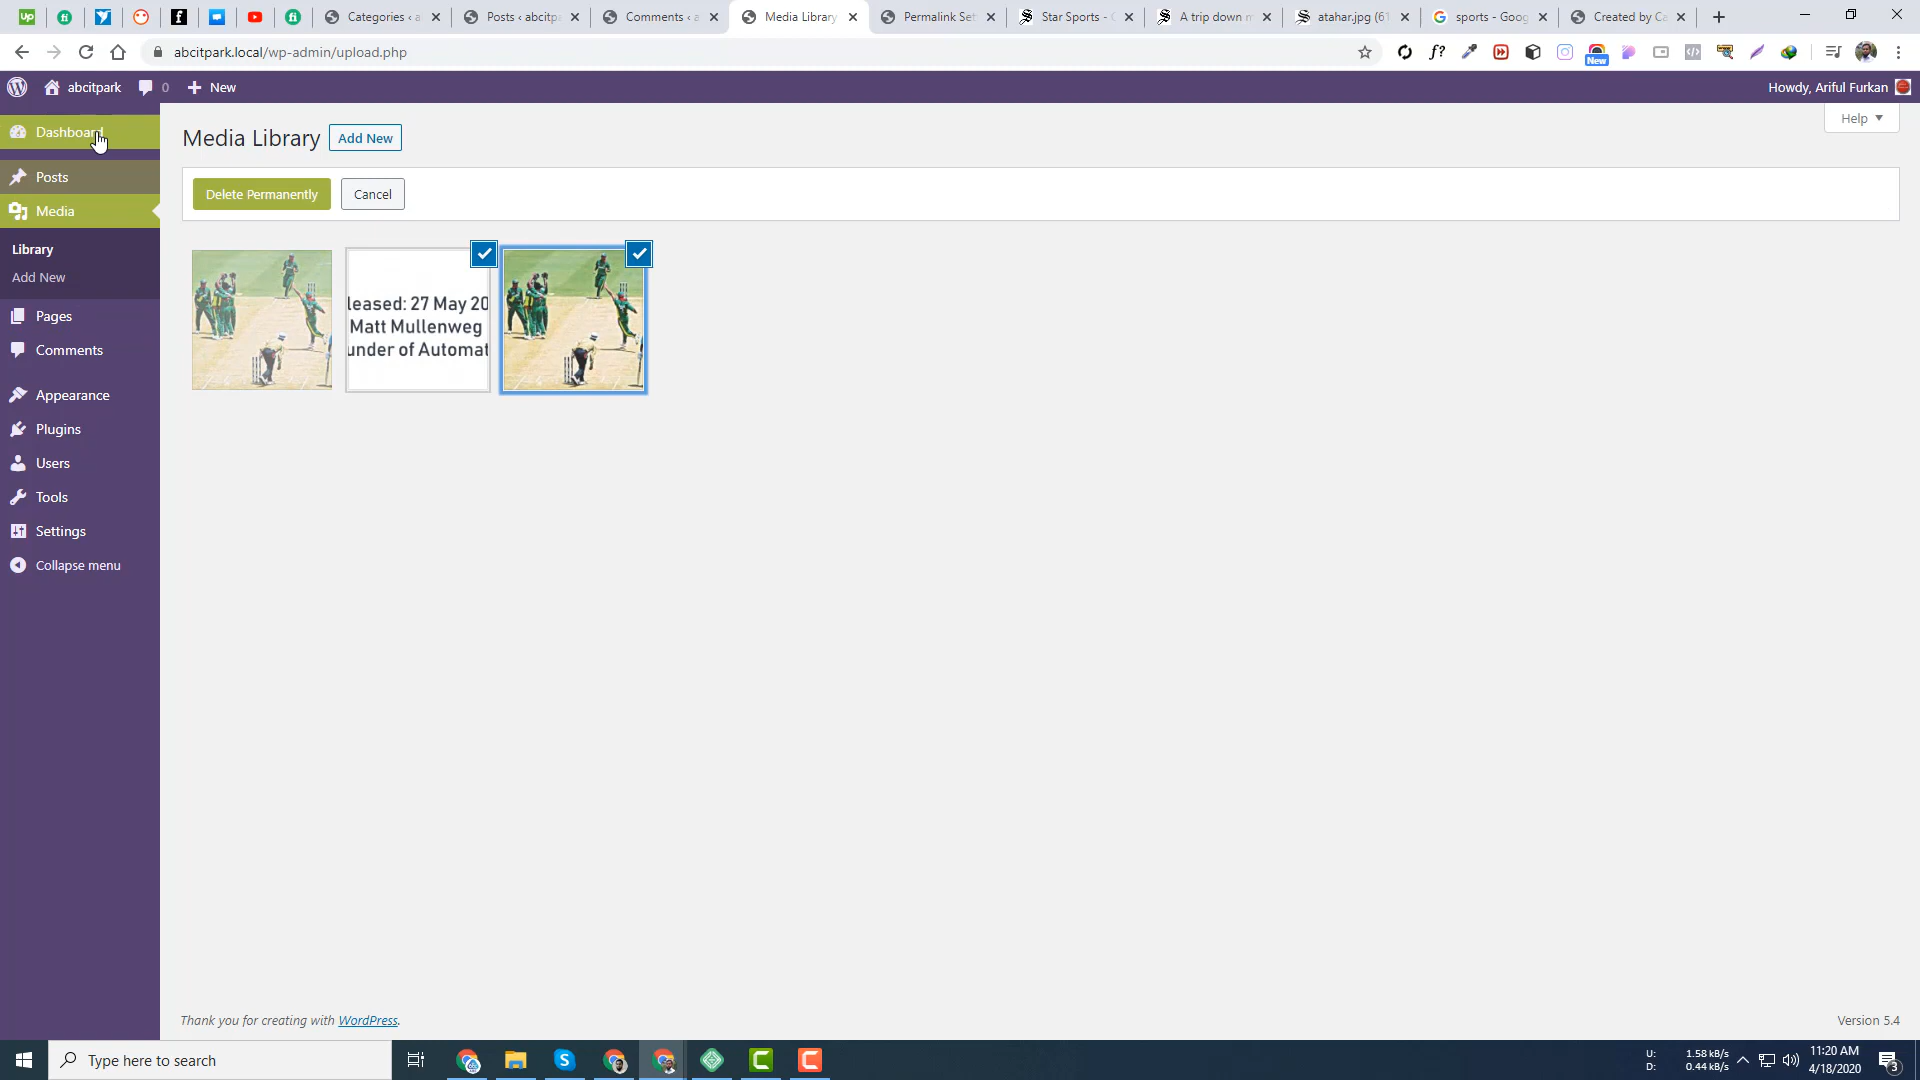 Categories ‹ a
Posts ‹ abcitpa
Comments ‹ a
Media Library
Permalink Set
Star Sports - C
A trip down m
atahar.jpg (61
sports - Goog
Created by Ca
abcitpark.local/wp-admin/upload.php
f?
New
abcitpark
0
New
Howdy, Ariful Furkan
Dashboard
Posts
Media
Library
Add New
Pages
Comments
Appearance
Plugins
Users
Tools
Settings
Collapse menu
Media Library
Add New
Help
Delete Permanently
Cancel
leased: 27 May 20
Matt Mullenweg
under of Automat
Thank you for creating with WordPress.
Version 5.4
Type here to search
U: 1.58 kB/s
D: 0.44 kB/s
11:20 AM
4/18/2020
3